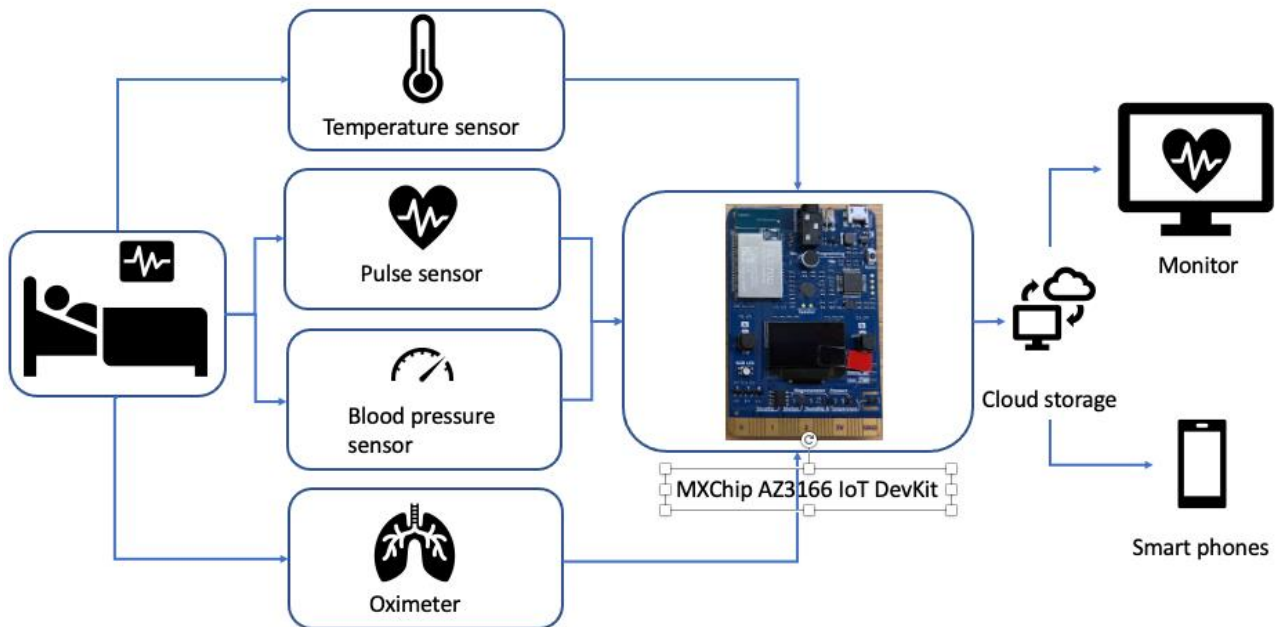 Temperature sensor
Pulse sensor
Blood pressure
sensor
Oximeter
MXChip AZ3166 IoT DevKit
Cloud storage
Monitor
Smart phones